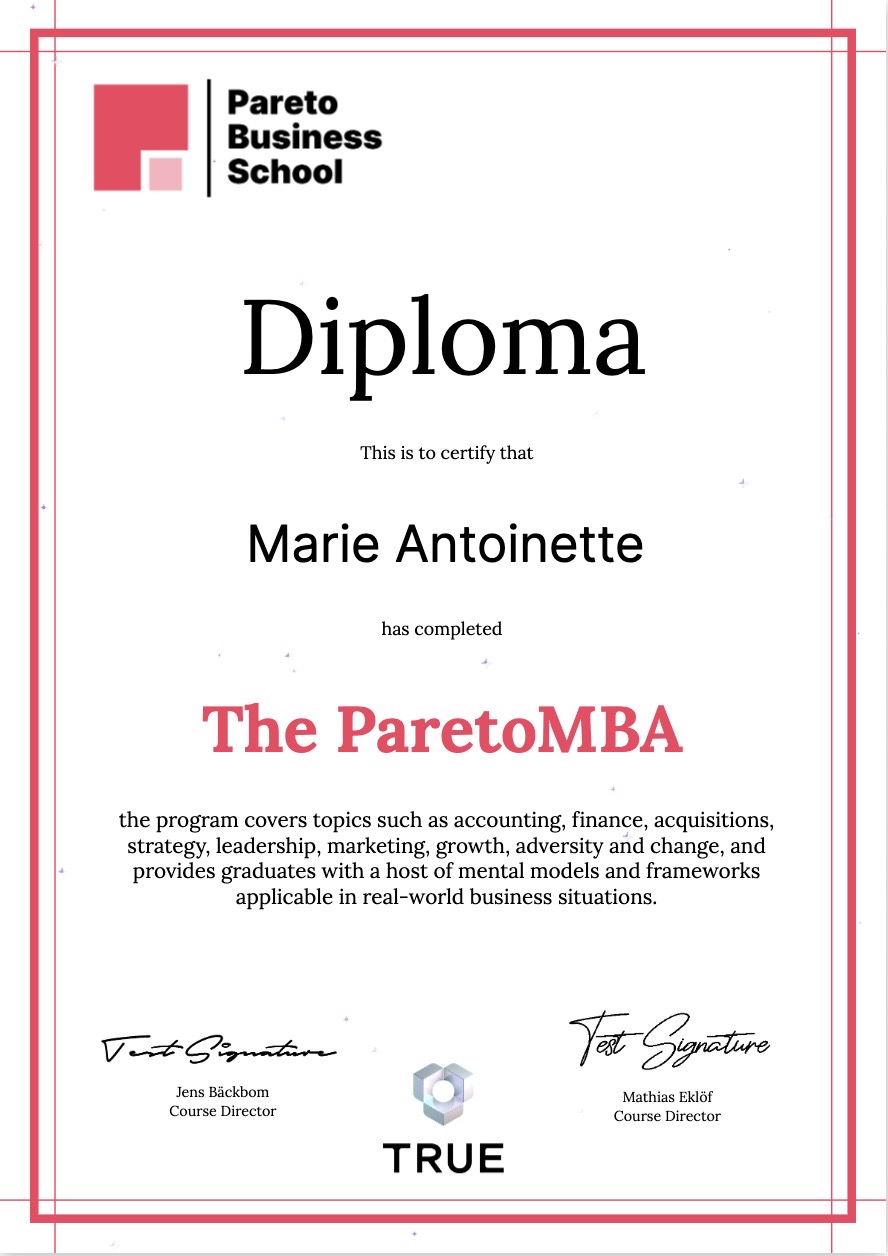 Pareto
Business
School
Diploma
This is to certify that
Marie Antoinette
has completed
The ParetoMBA
the program covers topics such as accounting, finance, acquisitions,
strategy, leadership, marketing, growth, adversity and change, and
provides graduates with a host of mental models and frameworks
applicable in real-world business situations.
Test Signature
Jens Bäckbom
Course Director
Test Signature
Mathias Eklöf
Course Director
TRUE